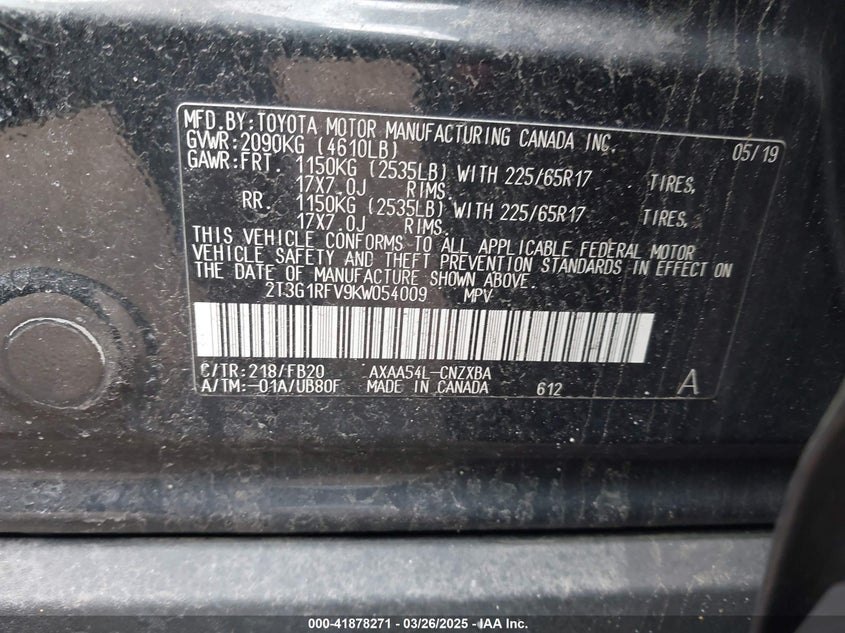 MFD.BY:TOYOTA MOTOR MANUFACTURING CANADA INC.
GVWR:2090KG (4610LB) 05/19
GAWR:FRT. 1150KG (2535LB) WITH 225/65R17 TIRES,
17X7.0J RIMS.
RR. 1150KG (2535LB) WITH 225/65R17 TIRES,
17X7.0J RIMS.
THIS VEHICLE CONFORMS TO ALL APPLICABLE FEDERAL MOTOR
VEHICLE SAFETY AND THEFT PREVENTION STANDARDS IN EFFECT ON
THE DATE OF MANUFACTURE SHOWN ABOVE.
2T3G1RFV9KW054009 MPV
C/TR:218/FB20 AXAA54L-CNZXBA
A/TM:-01A/UB80F MADE IN CANADA 612 A
000-41878271 - 03/26/2025 - IAA Inc.